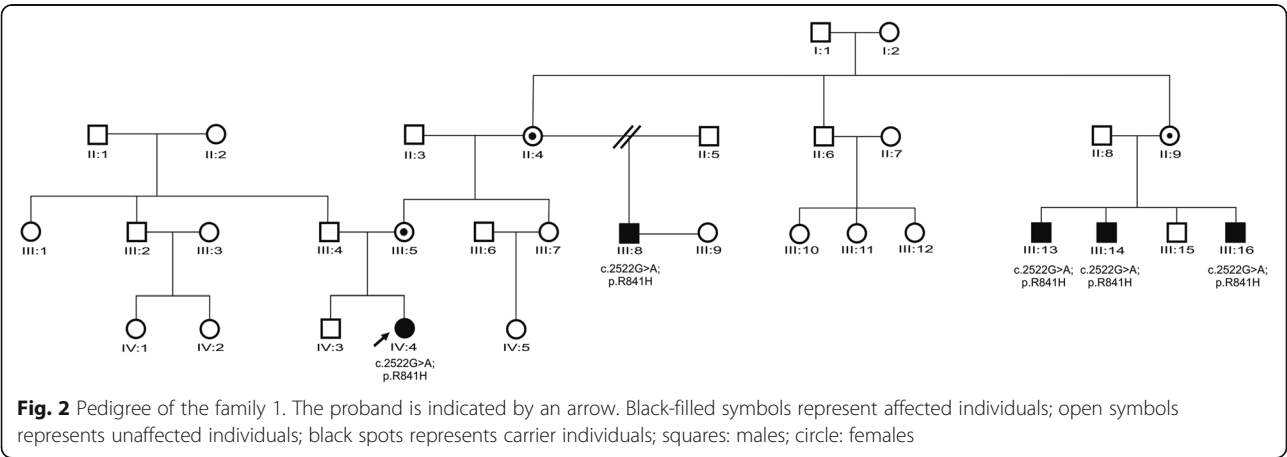 I:1 I:2
II:1 II:2 II:3 II:4 II:5 II:6 II:7 II:8 II:9
III:1 III:2 III:3 III:4 III:5 III:6 III:7 III:8 III:9 III:10 III:11 III:12 III:13 III:14 III:15 III:16
c.2522G>A; c.2522G>A; c.2522G>A; c.2522G>A;
p.R841H p.R841H p.R841H p.R841H
IV:1 IV:2 IV:3 IV:4 IV:5
c.2522G>A;
p.R841H
Fig. 2 Pedigree of the family 1. The proband is indicated by an arrow. Black-filled symbols represent affected individuals; open symbols
represents unaffected individuals; black spots represents carrier individuals; squares: males; circle: females